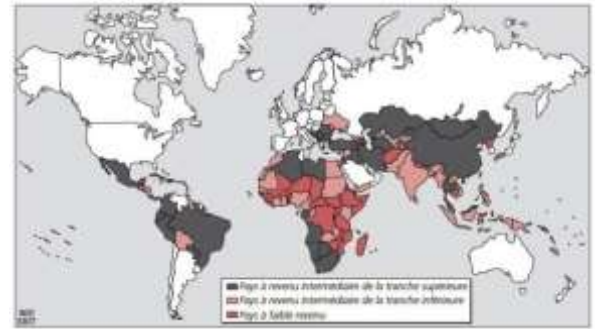 Pays à revenu intermédiaire de la tranche supérieure
Pays à revenu intermédiaire de la tranche inférieure
Pays à faible revenu